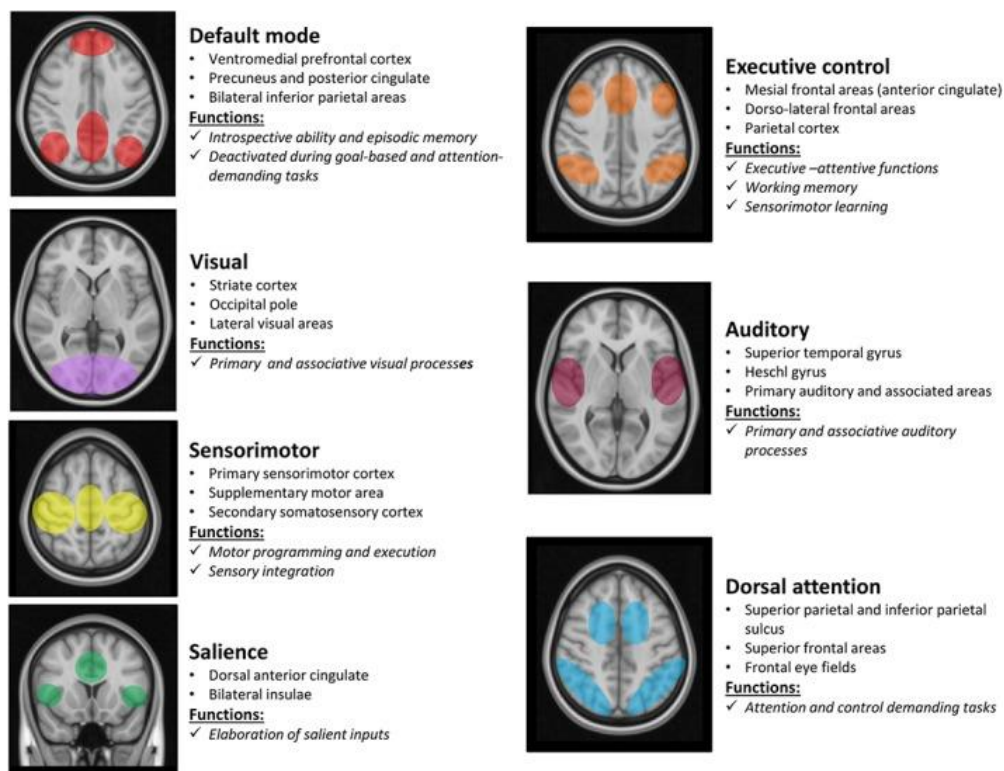 Default mode
• Ventromedial prefrontal cortex
• Precuneus and posterior cingulate
• Bilateral inferior parietal areas
Functions:
✓ Introspective ability and episodic memory
✓ Deactivated during goal-based and attention-
demanding tasks
Visual
• Striate cortex
• Occipital pole
• Lateral visual areas
Functions:
✓ Primary and associative visual processes
Sensorimotor
• Primary sensorimotor cortex
• Supplementary motor area
• Secondary somatosensory cortex
Functions:
✓ Motor programming and execution
✓ Sensory integration
Salience
• Dorsal anterior cingulate
• Bilateral insulae
Functions:
✓ Elaboration of salient inputs
Executive control
• Mesial frontal areas (anterior cingulate)
• Dorso-lateral frontal areas
• Parietal cortex
Functions:
✓ Executive –attentive functions
✓ Working memory
✓ Sensorimotor learning
Auditory
• Superior temporal gyrus
• Heschl gyrus
• Primary auditory and associated areas
Functions:
✓ Primary and associative auditory
processes
Dorsal attention
• Superior parietal and inferior parietal
sulcus
• Superior frontal areas
• Frontal eye fields
Functions:
✓ Attention and control demanding tasks